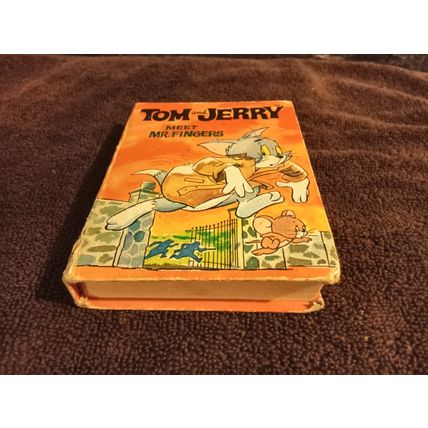 TOM and JERRY
MEET
MR. FINGERS